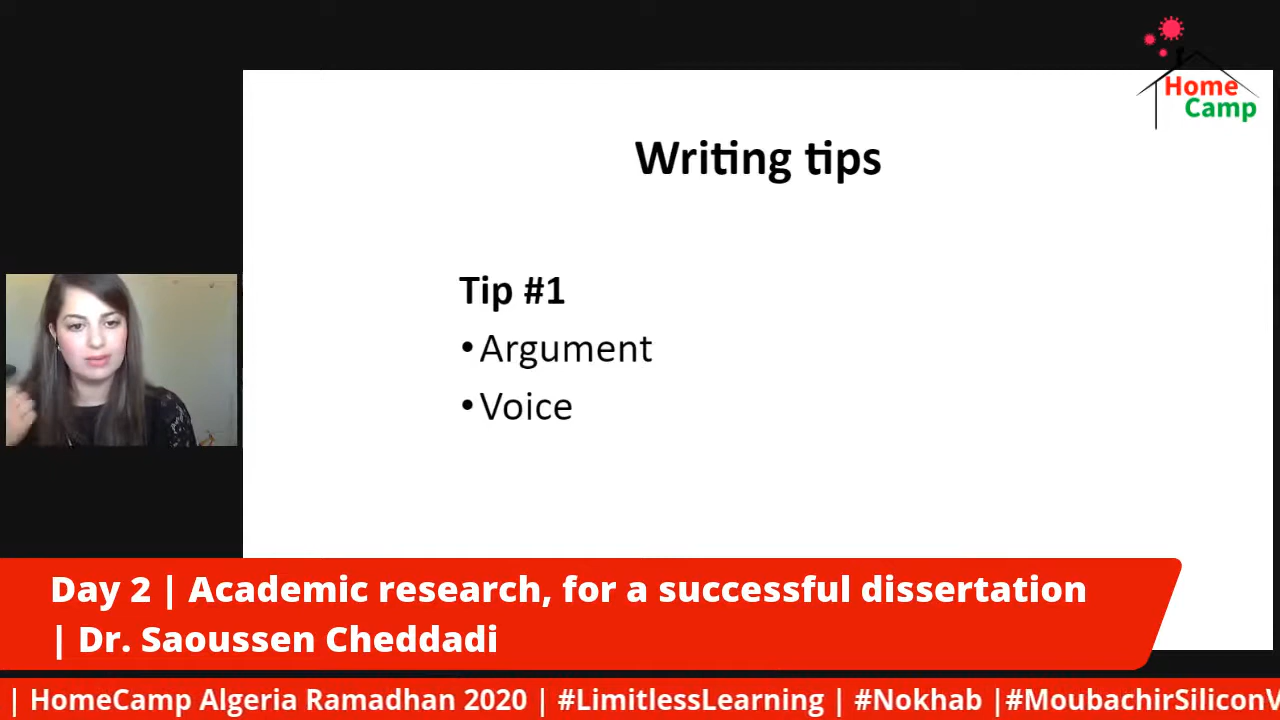 Home
Camp
Writing tips
Tip #1
•Argument
•Voice
Day 2 | Academic research, for a successful dissertation
| Dr. Saoussen Cheddadi
| HomeCamp Algeria Ramadhan 2020 | #LimitlessLearning | #Nokhab |#MoubachirSiliconV